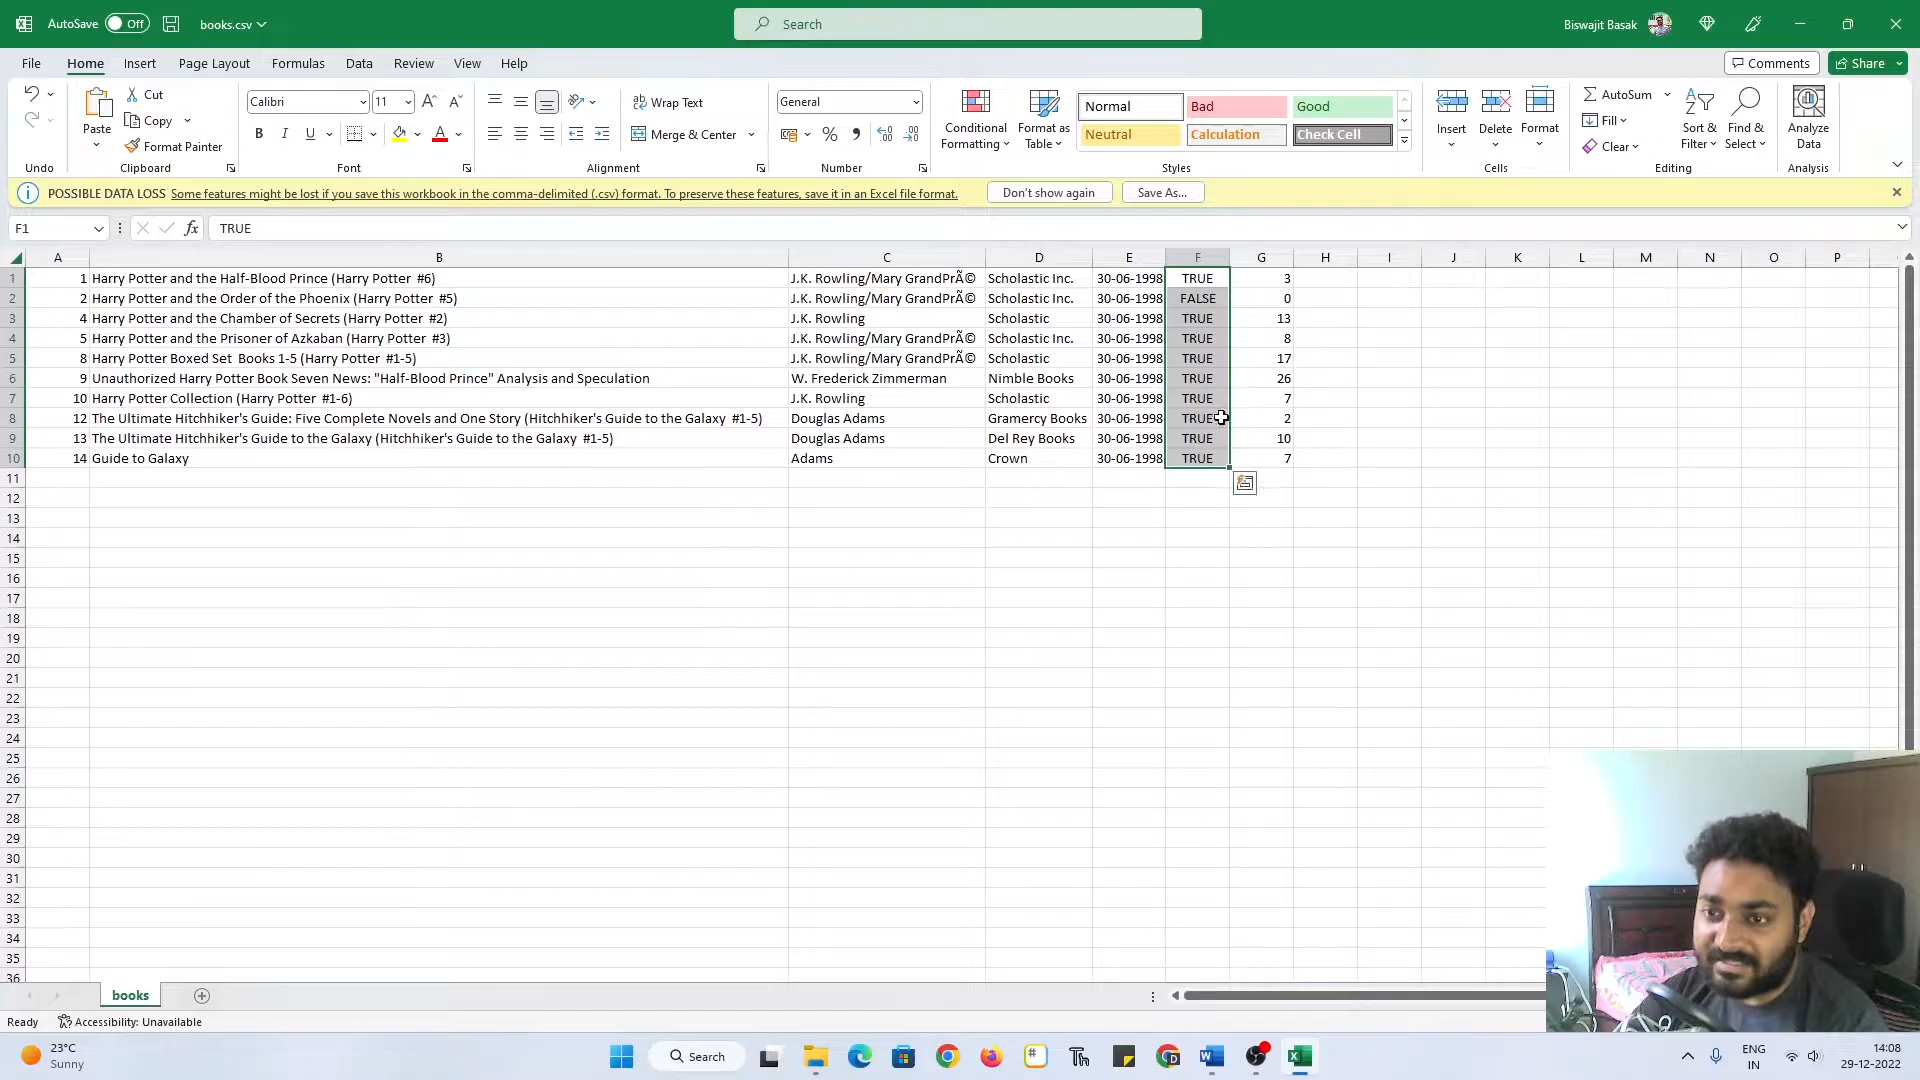 AutoSave Off books.csv Search Biswajit Basak
File Home Insert Page Layout Formulas Data Review View Help Comments Share
Cut Calibri 11 Wrap Text General Normal Bad Good AutoSum
Paste Copy Conditional Formatting Format as Table Insert Delete Format Fill Sort & Filter Find & Select Analyze Data
Format Painter B I U Merge & Center % Neutral Calculation Check Cell Clear
Undo Clipboard Font Alignment Number Styles Cells Editing Analysis
POSSIBLE DATA LOSS Some features might be lost if you save this workbook in the comma-delimited (.csv) format. To preserve these features, save it in an Excel file format. Don't show again Save As...
F1 fx TRUE
A B C D E F G H I J K L M N O P
1 1 Harry Potter and the Half-Blood Prince (Harry Potter #6) J.K. Rowling/Mary GrandPrÃ© Scholastic Inc. 30-06-1998 TRUE 3
2 2 Harry Potter and the Order of the Phoenix (Harry Potter #5) J.K. Rowling/Mary GrandPrÃ© Scholastic Inc. 30-06-1998 FALSE 0
3 4 Harry Potter and the Chamber of Secrets (Harry Potter #2) J.K. Rowling Scholastic 30-06-1998 TRUE 13
4 5 Harry Potter and the Prisoner of Azkaban (Harry Potter #3) J.K. Rowling/Mary GrandPrÃ© Scholastic Inc. 30-06-1998 TRUE 8
5 8 Harry Potter Boxed Set Books 1-5 (Harry Potter #1-5) J.K. Rowling/Mary GrandPrÃ© Scholastic 30-06-1998 TRUE 17
6 9 Unauthorized Harry Potter Book Seven News: "Half-Blood Prince" Analysis and Speculation W. Frederick Zimmerman Nimble Books 30-06-1998 TRUE 26
7 10 Harry Potter Collection (Harry Potter #1-6) J.K. Rowling Scholastic 30-06-1998 TRUE 7
8 12 The Ultimate Hitchhiker's Guide: Five Complete Novels and One Story (Hitchhiker's Guide to the Galaxy #1-5) Douglas Adams Gramercy Books 30-06-1998 TRUE 2
9 13 The Ultimate Hitchhiker's Guide to the Galaxy (Hitchhiker's Guide to the Galaxy #1-5) Douglas Adams Del Rey Books 30-06-1998 TRUE 10
10 14 Guide to Galaxy Adams Crown 30-06-1998 TRUE 7
11
12
13
14
15
16
17
18
19
20
21
22
23
24
25
26
27
28
29
30
31
32
33
34
35
36
books
Ready Accessibility: Unavailable
23°C Search ENG 14:08
Sunny IN 29-12-2022